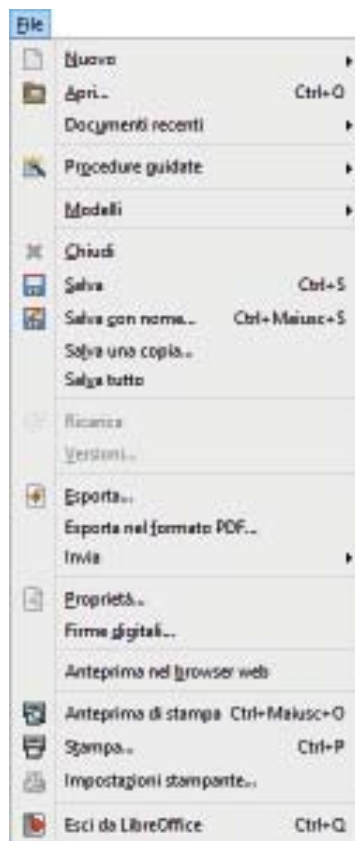 File
Nuovo
Apri... Ctrl+O
Documenti recenti
Procedure guidate
Modelli
Chiudi
Salva Ctrl+S
Salva con nome... Ctrl+Maiusc+S
Salva una copia...
Salva tutto
Ricarica
Versioni...
Esporta...
Esporta nel formato PDF...
Invia
Proprietà...
Firme digitali...
Anteprima nel browser web
Anteprima di stampa Ctrl+Maiusc+O
Stampa... Ctrl+P
Impostazioni stampante...
Esci da LibreOffice Ctrl+Q